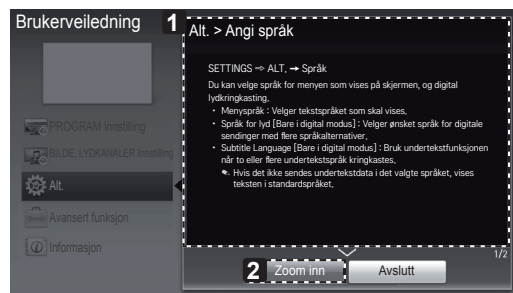 Brukerveiledning
1
Alt. > Angi språk
SETTINGS ⇨ ALT. ➙ Språk
Du kan velge språk for menyen som vises på skjermen, og digital
lydkringkasting.
• Menyspråk : Velger tekstspråket som skal vises.
• Språk for lyd [Bare i digital modus] : Velger ønsket språk for digitale
sendinger med flere språkalternativer.
• Subtitle Language [Bare i digital modus] : Bruk undertestfunksjonen
når to eller flere undertekstspråk kringkastes.
✎ Hvis det ikke sendes undertekstdata i det valgte språket, vises
teksten i standardspråket.
PROGRAM Innstilling
BILDE, LYDKANALER Innstilling
Alt.
Avansert funksjon
Informasjon
1/2
2
Zoom inn
Avslutt